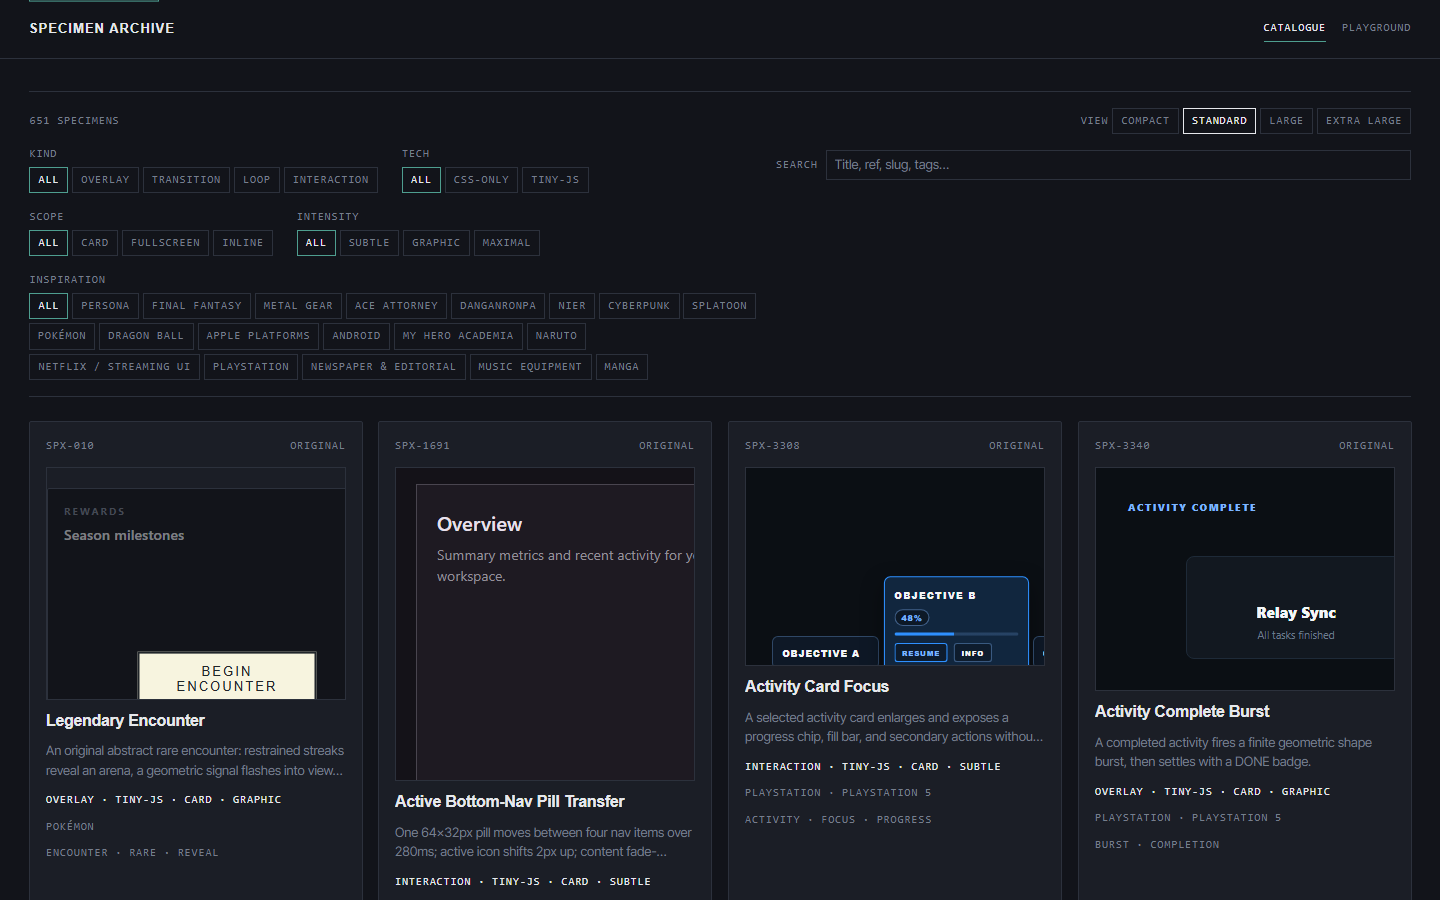 SPECIMEN ARCHIVE
CATALOGUE PLAYGROUND
651 SPECIMENS
VIEW COMPACT STANDARD LARGE EXTRA LARGE
KIND
ALL OVERLAY TRANSITION LOOP INTERACTION
TECH
ALL CSS-ONLY TINY-JS
SEARCH Title, ref, slug, tags...
SCOPE
ALL CARD FULLSCREEN INLINE
INTENSITY
ALL SUBTLE GRAPHIC MAXIMAL
INSPIRATION
ALL PERSONA FINAL FANTASY METAL GEAR ACE ATTORNEY DANGANRONPA NIER CYBERPUNK SPLATOON
POKÉMON DRAGON BALL APPLE PLATFORMS ANDROID MY HERO ACADEMIA NARUTO
NETFLIX / STREAMING UI PLAYSTATION NEWSPAPER & EDITORIAL MUSIC EQUIPMENT MANGA
SPX-010 ORIGINAL
REWARDS
Season milestones
BEGIN
ENCOUNTER
Legendary Encounter
An original abstract rare encounter: restrained streaks
reveal an arena, a geometric signal flashes into view...
OVERLAY • TINY-JS • CARD • GRAPHIC
POKÉMON
ENCOUNTER • RARE • REVEAL
SPX-1691 ORIGINAL
Overview
Summary metrics and recent activity for y
workspace.
Active Bottom-Nav Pill Transfer
One 64×32px pill moves between four nav items over
280ms; active icon shifts 2px up; content fade-...
INTERACTION • TINY-JS • CARD • SUBTLE
SPX-3308 ORIGINAL
OBJECTIVE B
48%
RESUME INFO
OBJECTIVE A
Activity Card Focus
A selected activity card enlarges and exposes a
progress chip, fill bar, and secondary actions withou...
INTERACTION • TINY-JS • CARD • SUBTLE
PLAYSTATION • PLAYSTATION 5
ACTIVITY • FOCUS • PROGRESS
SPX-3340 ORIGINAL
ACTIVITY COMPLETE
Relay Sync
All tasks finished
Activity Complete Burst
A completed activity fires a finite geometric shape
burst, then settles with a DONE badge.
OVERLAY • TINY-JS • CARD • GRAPHIC
PLAYSTATION • PLAYSTATION 5
BURST • COMPLETION